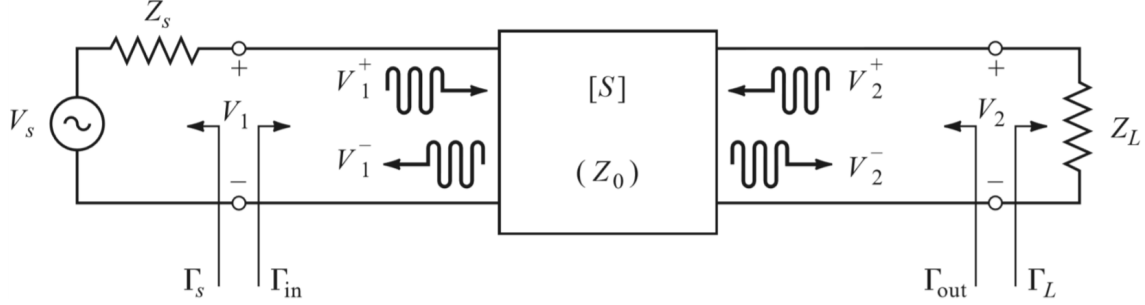 Z_s
V_s
+
V_1
−
V_1^+
V_1^-
[S]
(Z_0)
V_2^+
V_2^-
+
V_2
−
Z_L
Γ_s
Γ_in
Γ_out
Γ_L